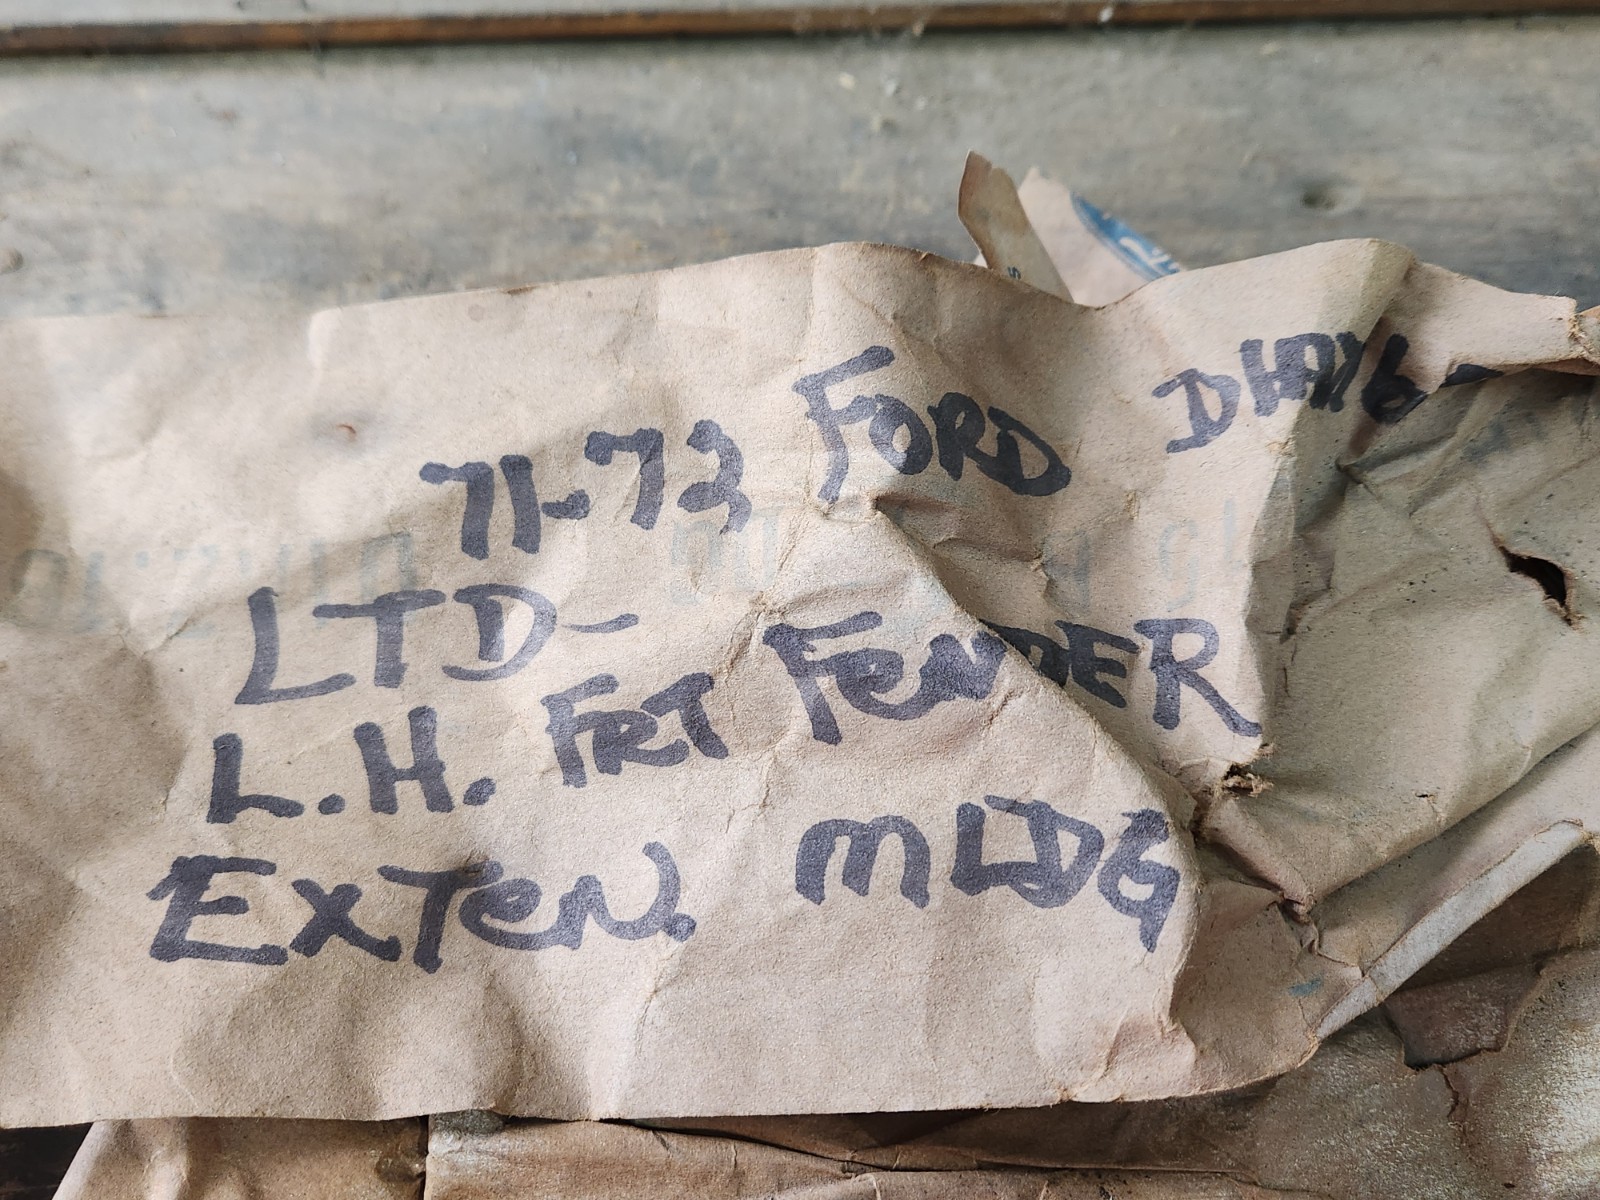 71-72 FORD
LTD-
L.H. FRT FenDER
EXTen. mLDG